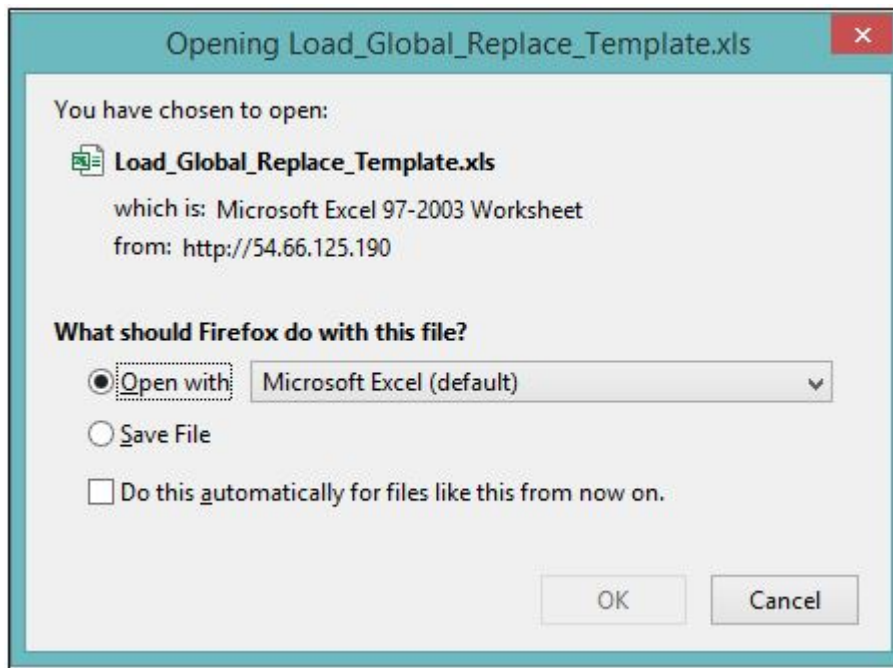 Opening Load_Global_Replace_Template.xls
You have chosen to open:
Load_Global_Replace_Template.xls
which is: Microsoft Excel 97-2003 Worksheet
from: http://54.66.125.190
What should Firefox do with this file?
Open with Microsoft Excel (default)
Save File
Do this automatically for files like this from now on.
OK Cancel